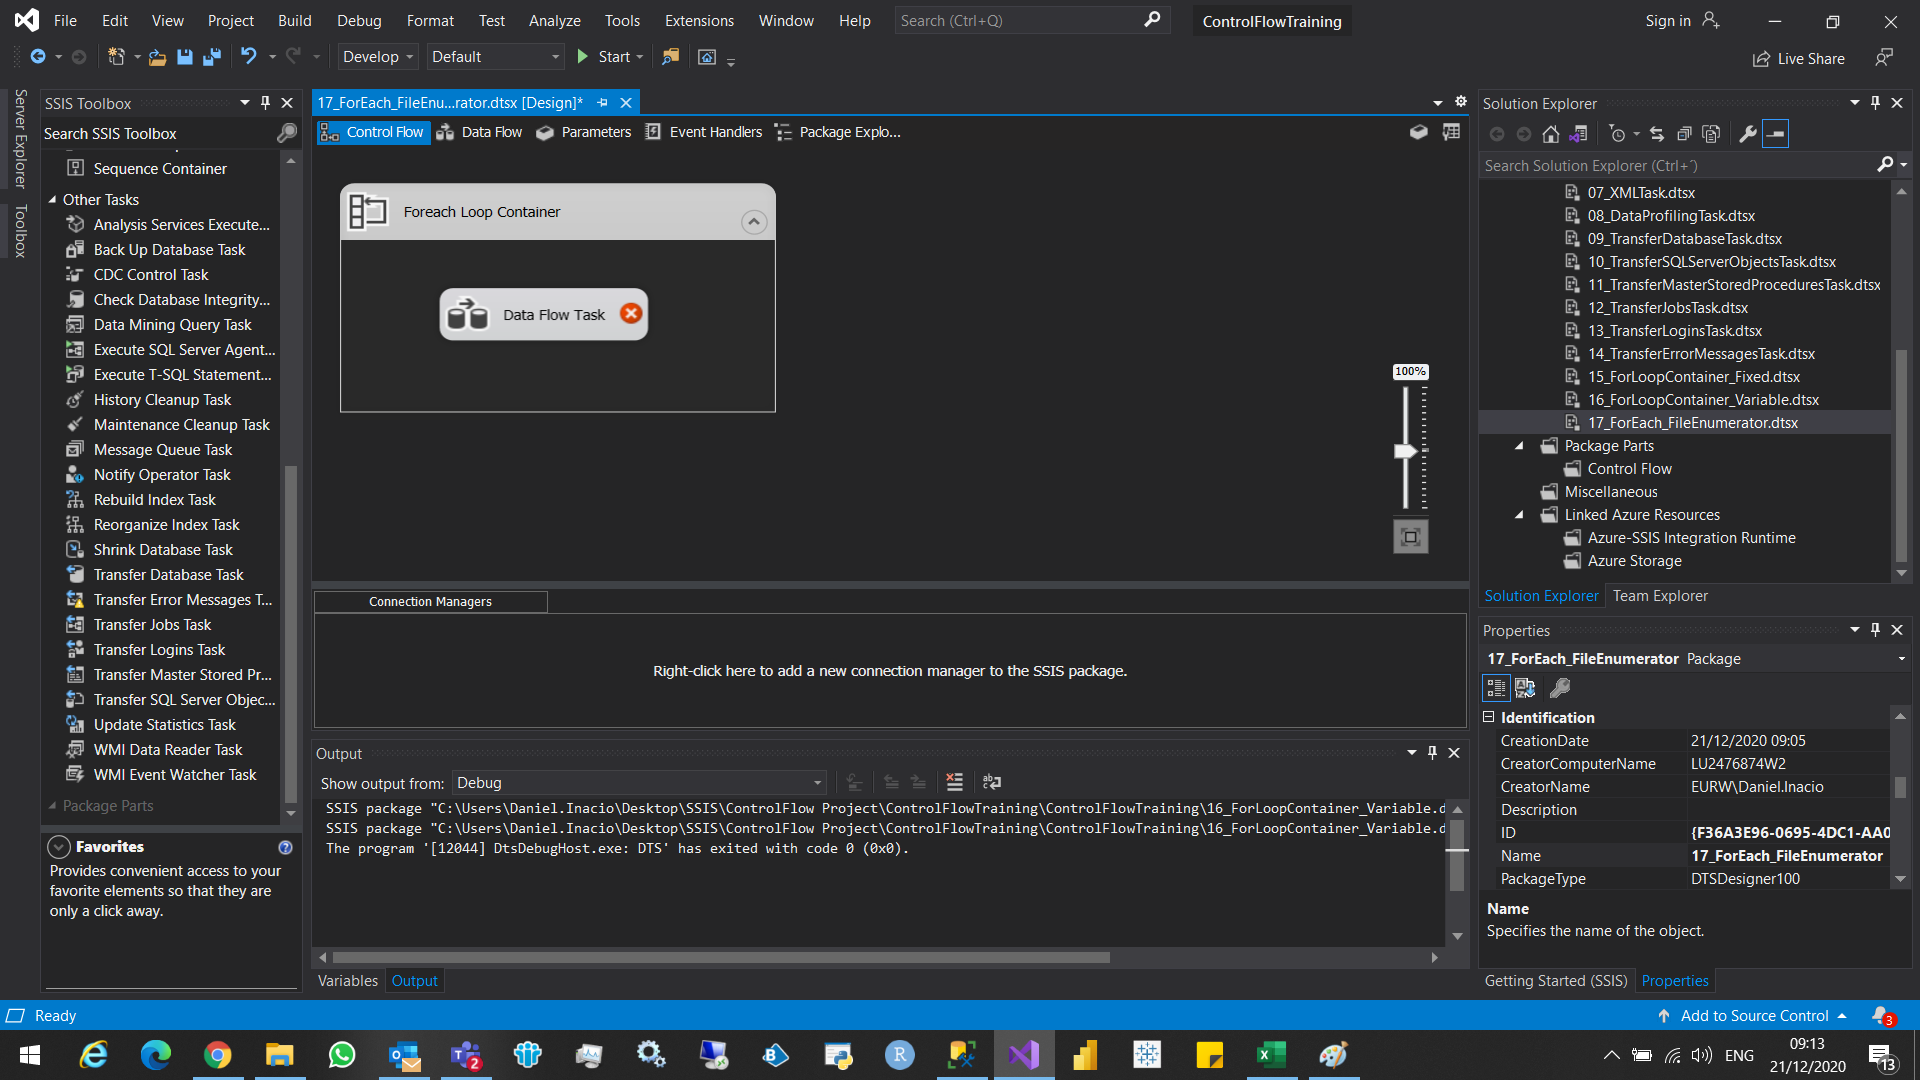 File Edit View Project Build Debug Format Test Analyze Tools Extensions Window Help Search (Ctrl+Q) ControlFlowTraining Sign in
Develop Default Start Live Share
Server Explorer
Toolbox
SSIS Toolbox
Search SSIS Toolbox
Sequence Container
Other Tasks
Analysis Services Execute...
Back Up Database Task
CDC Control Task
Check Database Integrity...
Data Mining Query Task
Execute SQL Server Agent...
Execute T-SQL Statement...
History Cleanup Task
Maintenance Cleanup Task
Message Queue Task
Notify Operator Task
Rebuild Index Task
Reorganize Index Task
Shrink Database Task
Transfer Database Task
Transfer Error Messages T...
Transfer Jobs Task
Transfer Logins Task
Transfer Master Stored Pr...
Transfer SQL Server Objec...
Update Statistics Task
WMI Data Reader Task
WMI Event Watcher Task
Package Parts
Favorites
Provides convenient access to your
favorite elements so that they are
only a click away.
17_ForEach_FileEnu...rator.dtsx [Design]*
Control Flow Data Flow Parameters Event Handlers Package Explo...
Foreach Loop Container
Data Flow Task
100%
Connection Managers
Right-click here to add a new connection manager to the SSIS package.
Output
Show output from: Debug
SSIS package "C:\Users\Daniel.Inacio\Desktop\SSIS\ControlFlow Project\ControlFlowTraining\ControlFlowTraining\16_ForLoopContainer_Variable.d
SSIS package "C:\Users\Daniel.Inacio\Desktop\SSIS\ControlFlow Project\ControlFlowTraining\ControlFlowTraining\16_ForLoopContainer_Variable.d
The program '[12044] DtsDebugHost.exe: DTS' has exited with code 0 (0x0).
Variables Output
Solution Explorer
Search Solution Explorer (Ctrl+´)
07_XMLTask.dtsx
08_DataProfilingTask.dtsx
09_TransferDatabaseTask.dtsx
10_TransferSQLServerObjectsTask.dtsx
11_TransferMasterStoredProceduresTask.dtsx
12_TransferJobsTask.dtsx
13_TransferLoginsTask.dtsx
14_TransferErrorMessagesTask.dtsx
15_ForLoopContainer_Fixed.dtsx
16_ForLoopContainer_Variable.dtsx
17_ForEach_FileEnumerator.dtsx
Package Parts
Control Flow
Miscellaneous
Linked Azure Resources
Azure-SSIS Integration Runtime
Azure Storage
Solution Explorer Team Explorer
Properties
17_ForEach_FileEnumerator Package
Identification
CreationDate 21/12/2020 09:05
CreatorComputerName LU2476874W2
CreatorName EURW\Daniel.Inacio
Description
ID {F36A3E96-0695-4DC1-AA0
Name 17_ForEach_FileEnumerator
PackageType DTSDesigner100
Name
Specifies the name of the object.
Getting Started (SSIS) Properties
Ready Add to Source Control 3
2 ENG 09:13
21/12/2020 13